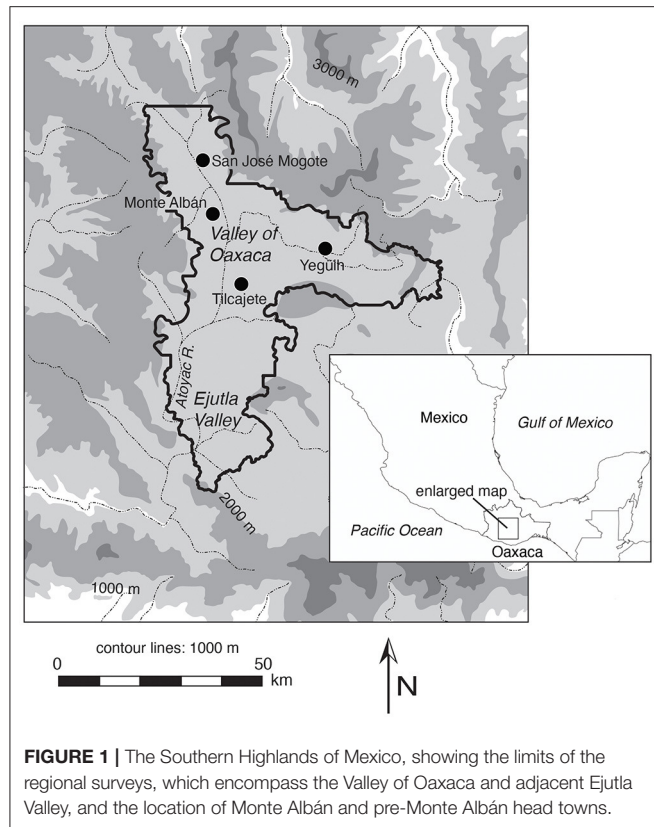 3000 m
San José Mogote
Monte Albán
Valley of
Oaxaca
Yegüih
Tilcajete
Atoyac R.
Ejutla
Valley
2000 m
1000 m
Mexico
Gulf of Mexico
enlarged map
Pacific Ocean
Oaxaca
contour lines: 1000 m
0 50
km
N
FIGURE 1 | The Southern Highlands of Mexico, showing the limits of the
regional surveys, which encompass the Valley of Oaxaca and adjacent Ejutla
Valley, and the location of Monte Albán and pre-Monte Albán head towns.